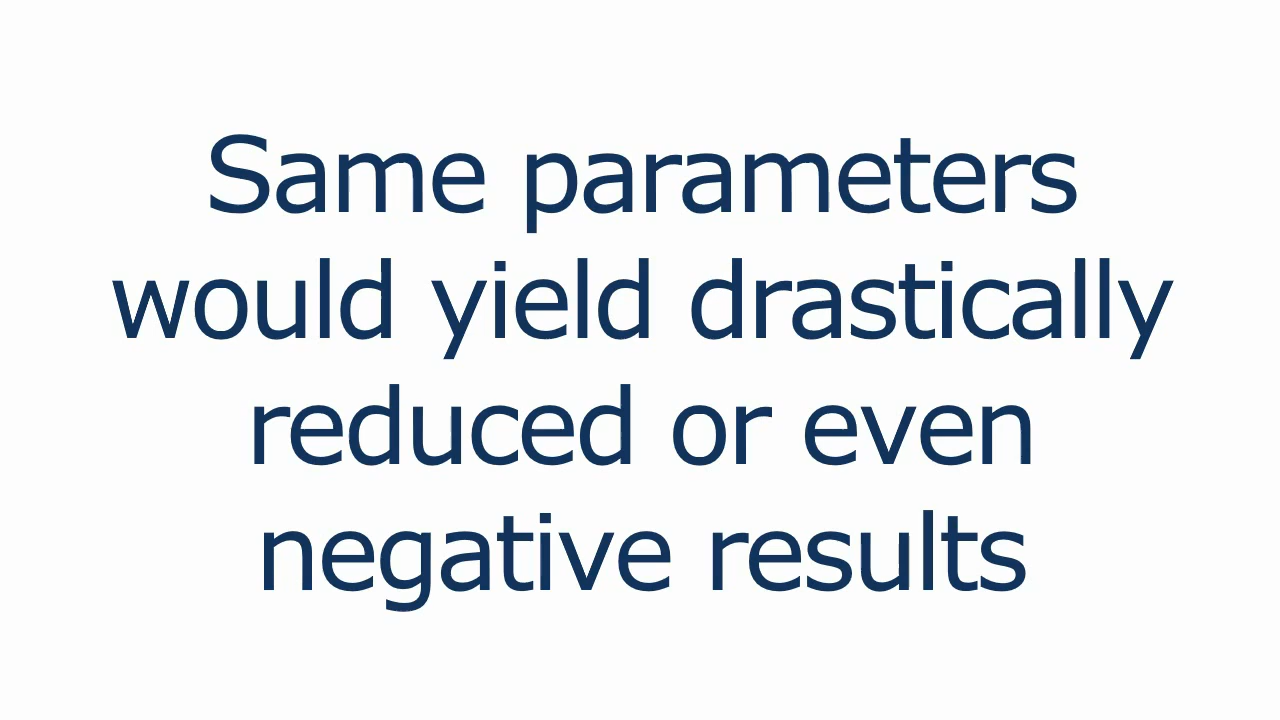 Same parameters
would yield drastically
reduced or even
negative results